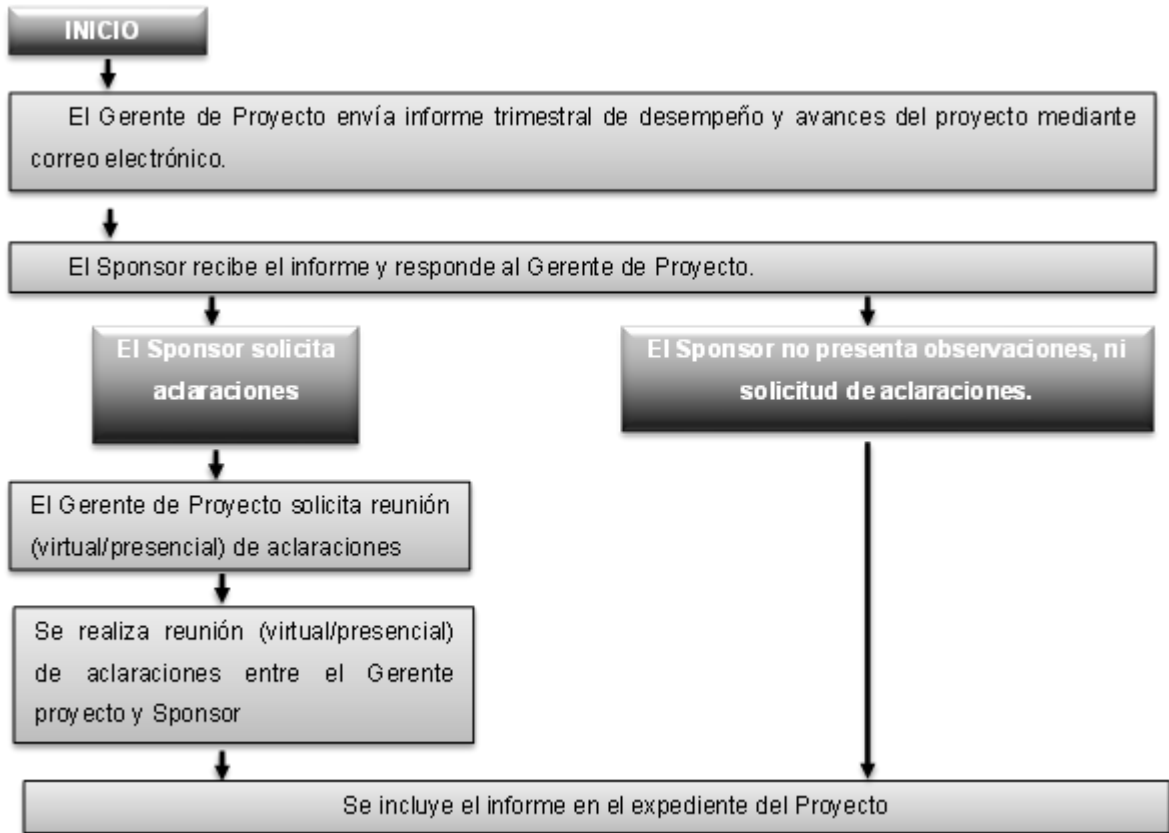 INICIO
El Gerente de Proyecto envía informe trimestral de desempeño y avances del proyecto mediante
correo electrónico.
El Sponsor recibe el informe y responde al Gerente de Proyecto.
El Sponsor solicita
aclaraciones
El Sponsor no presenta observaciones, ni
solicitud de aclaraciones.
El Gerente de Proyecto solicita reunión
(virtual/presencial) de aclaraciones
Se realiza reunión (virtual/presencial)
de aclaraciones entre el Gerente
proyecto y Sponsor
Se incluye el informe en el expediente del Proyecto